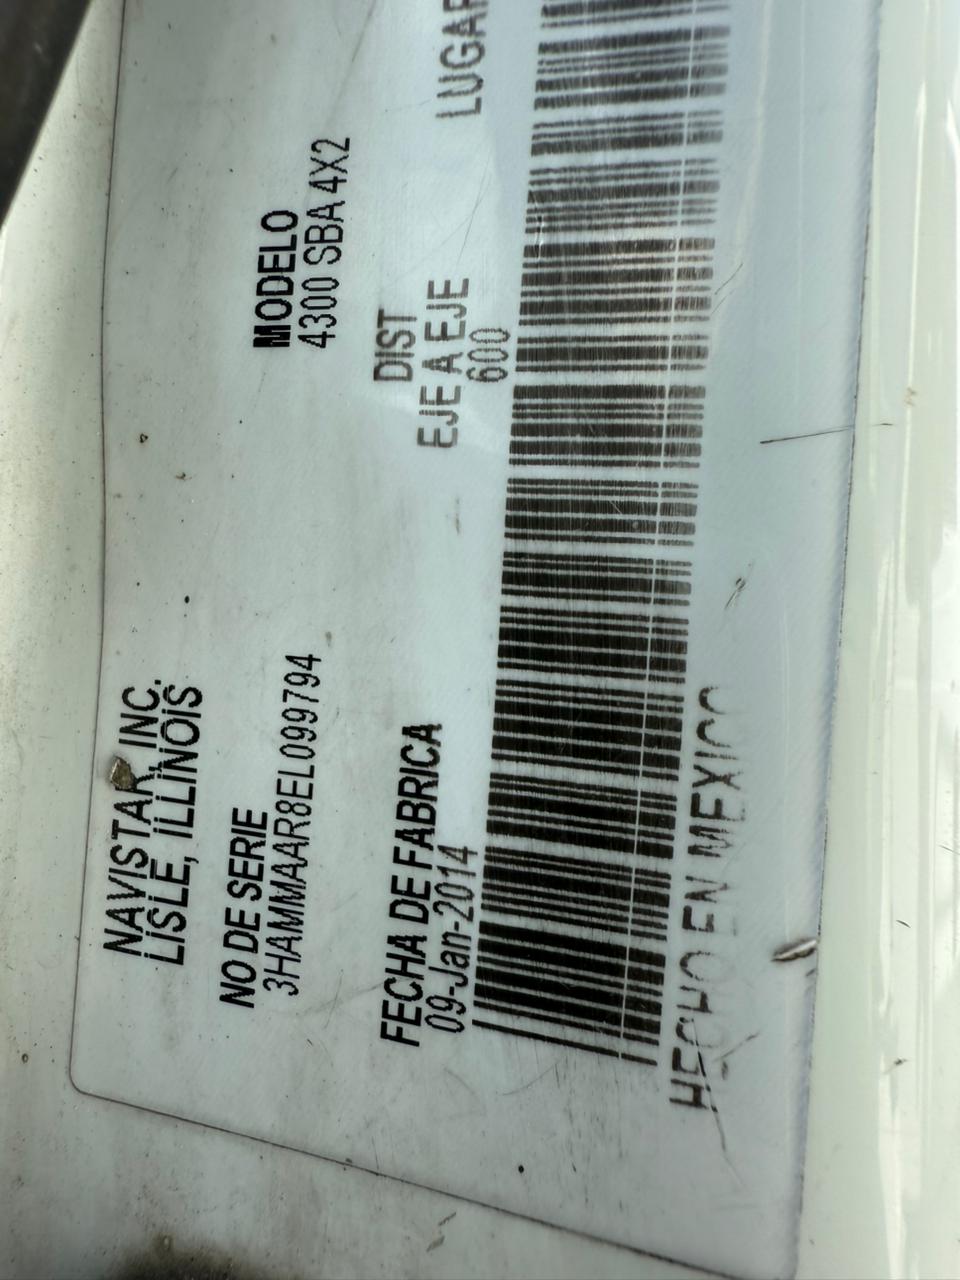 NAVISTAR, INC.
LISLE, ILLINOIS
NO DE SERIE
3HAMMAAR8EL099794
MODELO
4300 SBA 4X2
FECHA DE FABRICA
09-Jan-2014
DIST
EJE A EJE
600
HECHO EN MEXICO